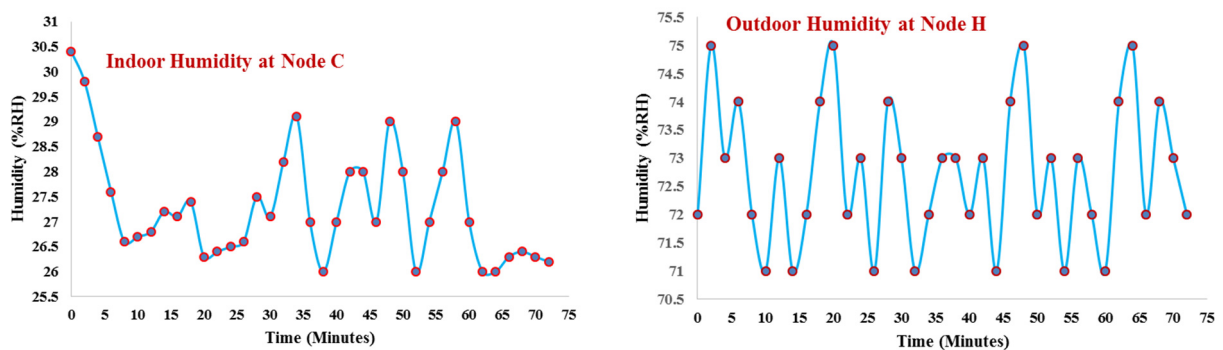 Indoor Humidity at Node C
Humidity (%RH)
31
30.5
30
29.5
29
28.5
28
27.5
27
26.5
26
25.5
0 5 10 15 20 25 30 35 40 45 50 55 60 65 70 75
Time (Minutes)
Outdoor Humidity at Node H
Humidity (%RH)
75.5
75
74.5
74
73.5
73
72.5
72
71.5
71
70.5
0 5 10 15 20 25 30 35 40 45 50 55 60 65 70 75
Time (Minutes)